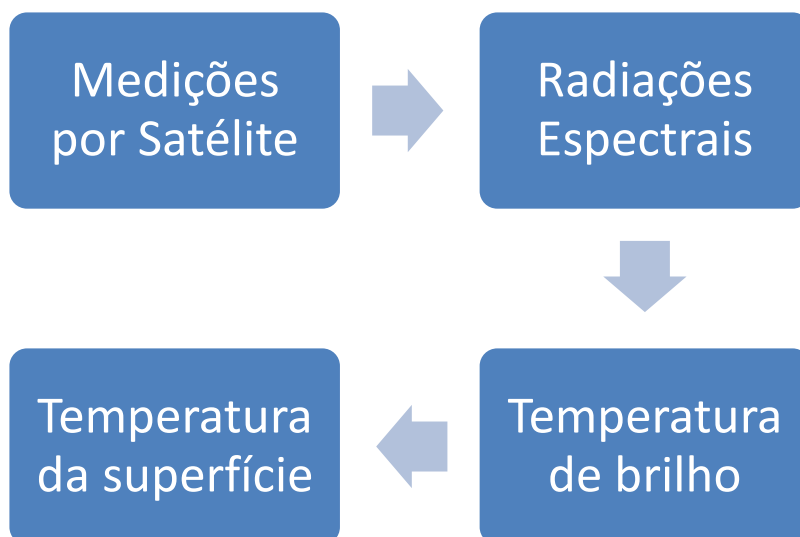 Medições
por Satélite
Radiações
Espectrais
Temperatura
da superfície
Temperatura
de brilho